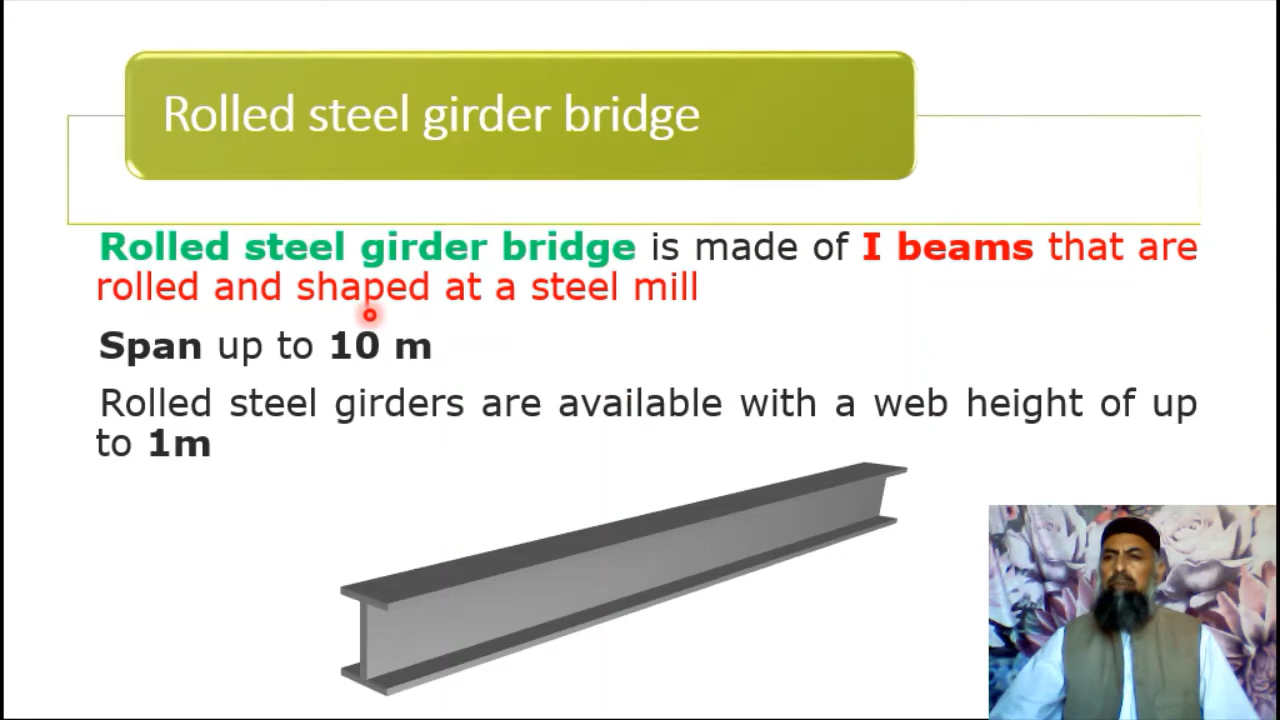 Rolled steel girder bridge
Rolled steel girder bridge is made of I beams that are
rolled and shaped at a steel mill
Span up to 10 m
Rolled steel girders are available with a web height of up
to 1m